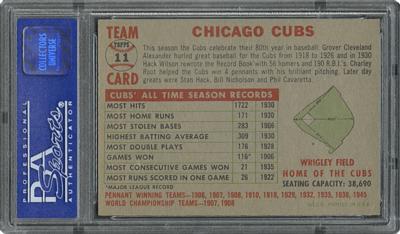 COLLECTORS
UNIVERSE
PSA
Sports
PROFESSIONAL
AUTHENTICATOR
TEAM
TOPPS
11
CARD
CHICAGO CUBS
This season the Cubs celebrate their 80th year in baseball. Grover Cleveland
Alexander hurled great baseball for the Cubs from 1918 to 1926 and in 1930
Hack Wilson rewrote the Record Book with 56 homers and 190 R.B.I.'s. Charley
Root helped the Cubs win 4 pennants with his brilliant pitching. Later two
great stars were Stan Hack, Bill Nicholson and Phil Cavaretta.
CUBS' ALL TIME SEASON RECORDS
MOST HITS 1722 1930
MOST HOME RUNS 171 1930
MOST STOLEN BASES 283 1906
HIGHEST BATTING AVERAGE .309 1930
MOST DOUBLE PLAYS 176 1928
GAMES WON 116* 1906
MOST CONSECUTIVE GAMES WON 21 1935
MOST RUNS SCORED IN ONE GAME 26 1922
*MAJOR LEAGUE RECORD
WRIGLEY FIELD
HOME OF THE CUBS
SEATING CAPACITY: 38,690
PENNANT WINNING TEAMS—1906, 1907, 1908, 1910, 1918, 1929, 1932, 1935, 1938, 1945
WORLD CHAMPIONSHIP TEAMS—1907, 1908